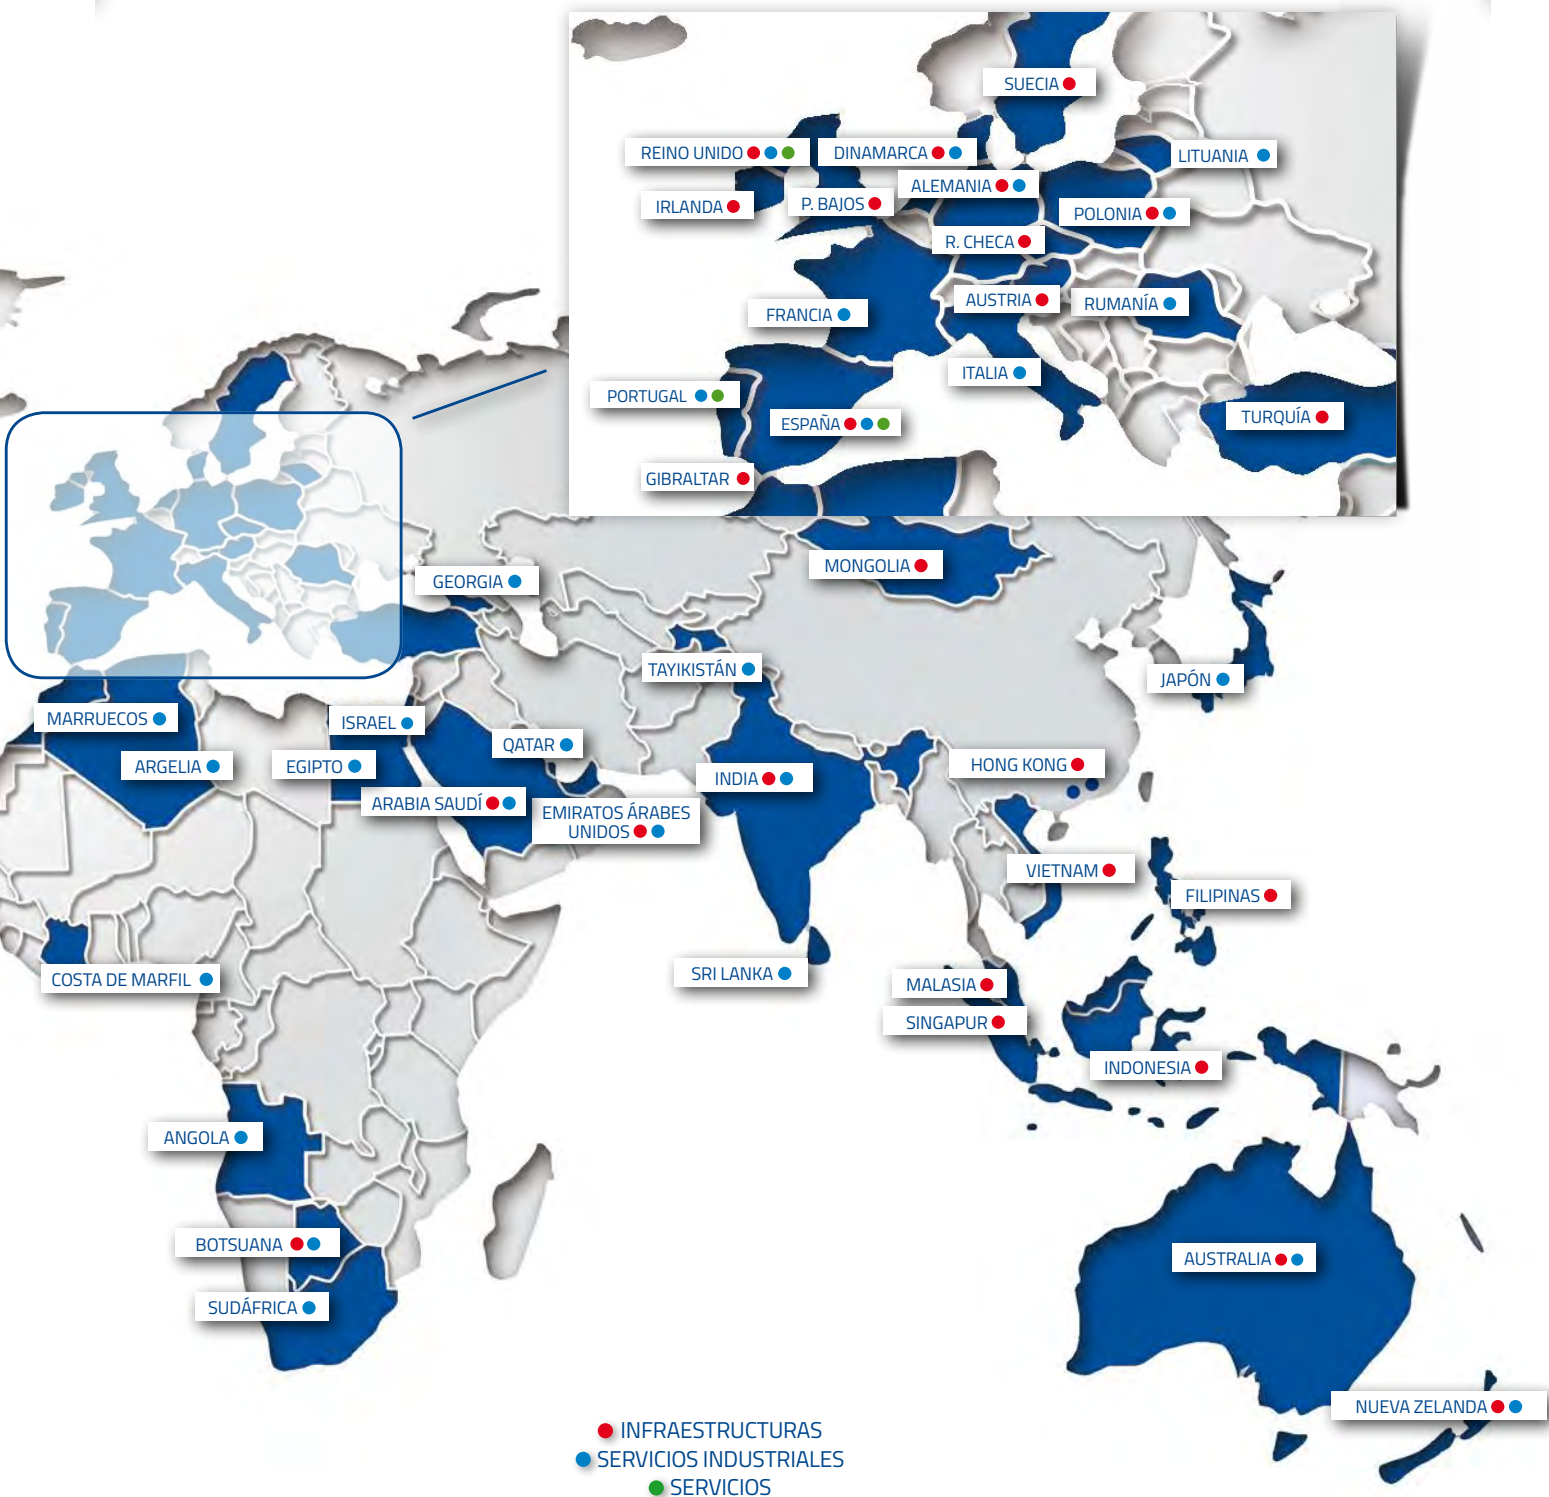 SUECIA
REINO UNIDO
DINAMARCA
LITUANIA
ALEMANIA
IRLANDA
P. BAJOS
POLONIA
R. CHECA
AUSTRIA
RUMANÍA
FRANCIA
ITALIA
PORTUGAL
ESPAÑA
TURQUÍA
GIBRALTAR
MONGOLIA
GEORGIA
TAYIKISTÁN
JAPÓN
MARRUECOS
ISRAEL
QATAR
ARGELIA
EGIPTO
INDIA
HONG KONG
ARABIA SAUDÍ
EMIRATOS ÁRABES
UNIDOS
VIETNAM
FILIPINAS
COSTA DE MARFIL
SRI LANKA
MALASIA
SINGAPUR
INDONESIA
ANGOLA
BOTSUANA
AUSTRALIA
SUDÁFRICA
NUEVA ZELANDA
INFRAESTRUCTURAS
SERVICIOS INDUSTRIALES
SERVICIOS